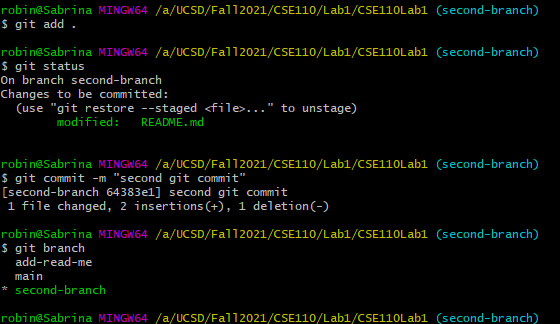 robin@Sabrina MINGW64 /a/UCSD/Fall2021/CSE110/Lab1/CSE110Lab1 (second-branch)
$ git add .
robin@Sabrina MINGW64 /a/UCSD/Fall2021/CSE110/Lab1/CSE110Lab1 (second-branch)
$ git status
On branch second-branch
Changes to be committed:
  (use "git restore --staged <file>..." to unstage)
        modified:   README.md
robin@Sabrina MINGW64 /a/UCSD/Fall2021/CSE110/Lab1/CSE110Lab1 (second-branch)
$ git commit -m "second git commit"
[second-branch 64383e1] second git commit
 1 file changed, 2 insertions(+), 1 deletion(-)
robin@Sabrina MINGW64 /a/UCSD/Fall2021/CSE110/Lab1/CSE110Lab1 (second-branch)
$ git branch
  add-read-me
  main
* second-branch
robin@Sabrina MINGW64 /a/UCSD/Fall2021/CSE110/Lab1/CSE110Lab1 (second-branch)